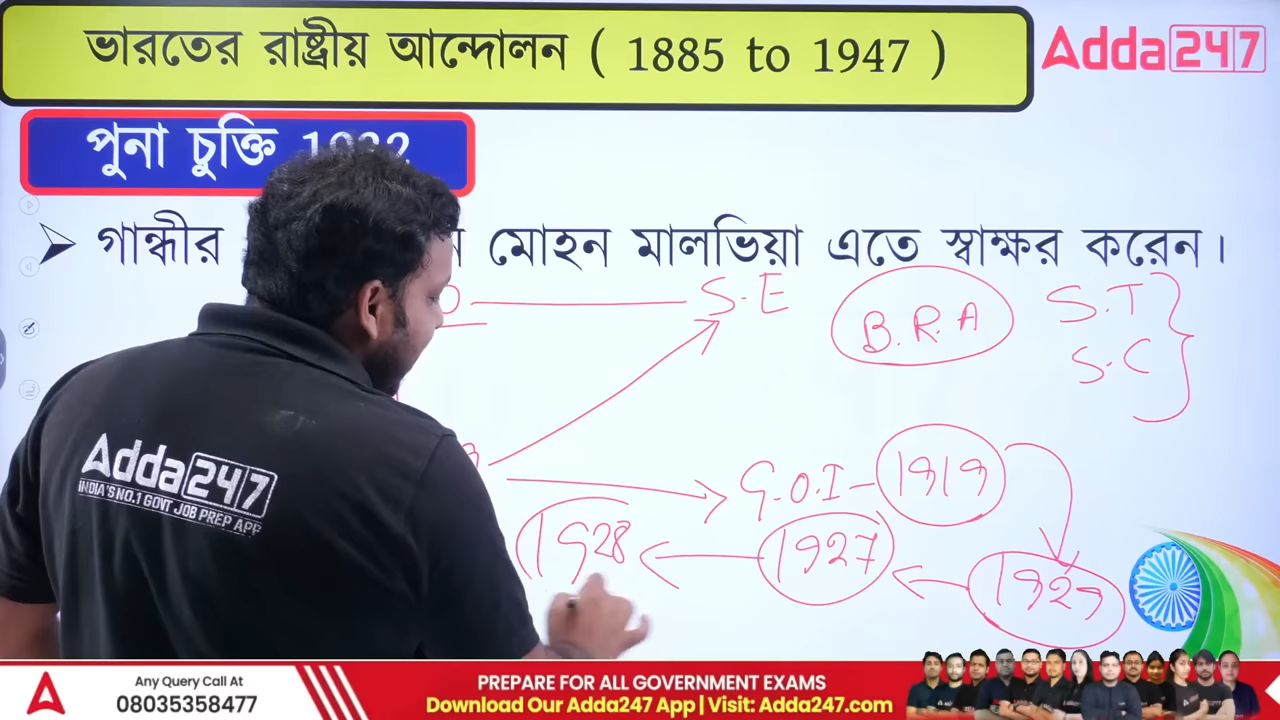 ভারতের রাষ্ট্রীয় আন্দোলন ( 1885 to 1947 )
Adda247
পুনা চুক্তি
গান্ধীর মোহন মালভিয়া এতে স্বাক্ষর করেন।
S.E
B.R.A
S.T
S.C
G.O.I - 1919
1928
1927
1929
Adda247
INDIA'S NO.1 GOVT JOB PREP APP
Any Query Call At
08035358477
PREPARE FOR ALL GOVERNMENT EXAMS
Download Our Adda247 App | Visit: Adda247.com